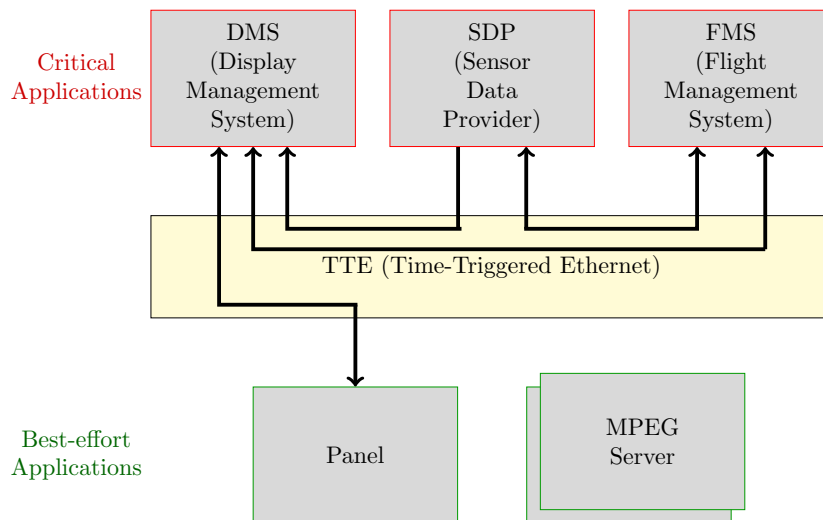 Critical
Applications
DMS
(Display
Management
System)
SDP
(Sensor
Data
Provider)
FMS
(Flight
Management
System)
TTE (Time-Triggered Ethernet)
Best-effort
Applications
Panel
MPEG
Server